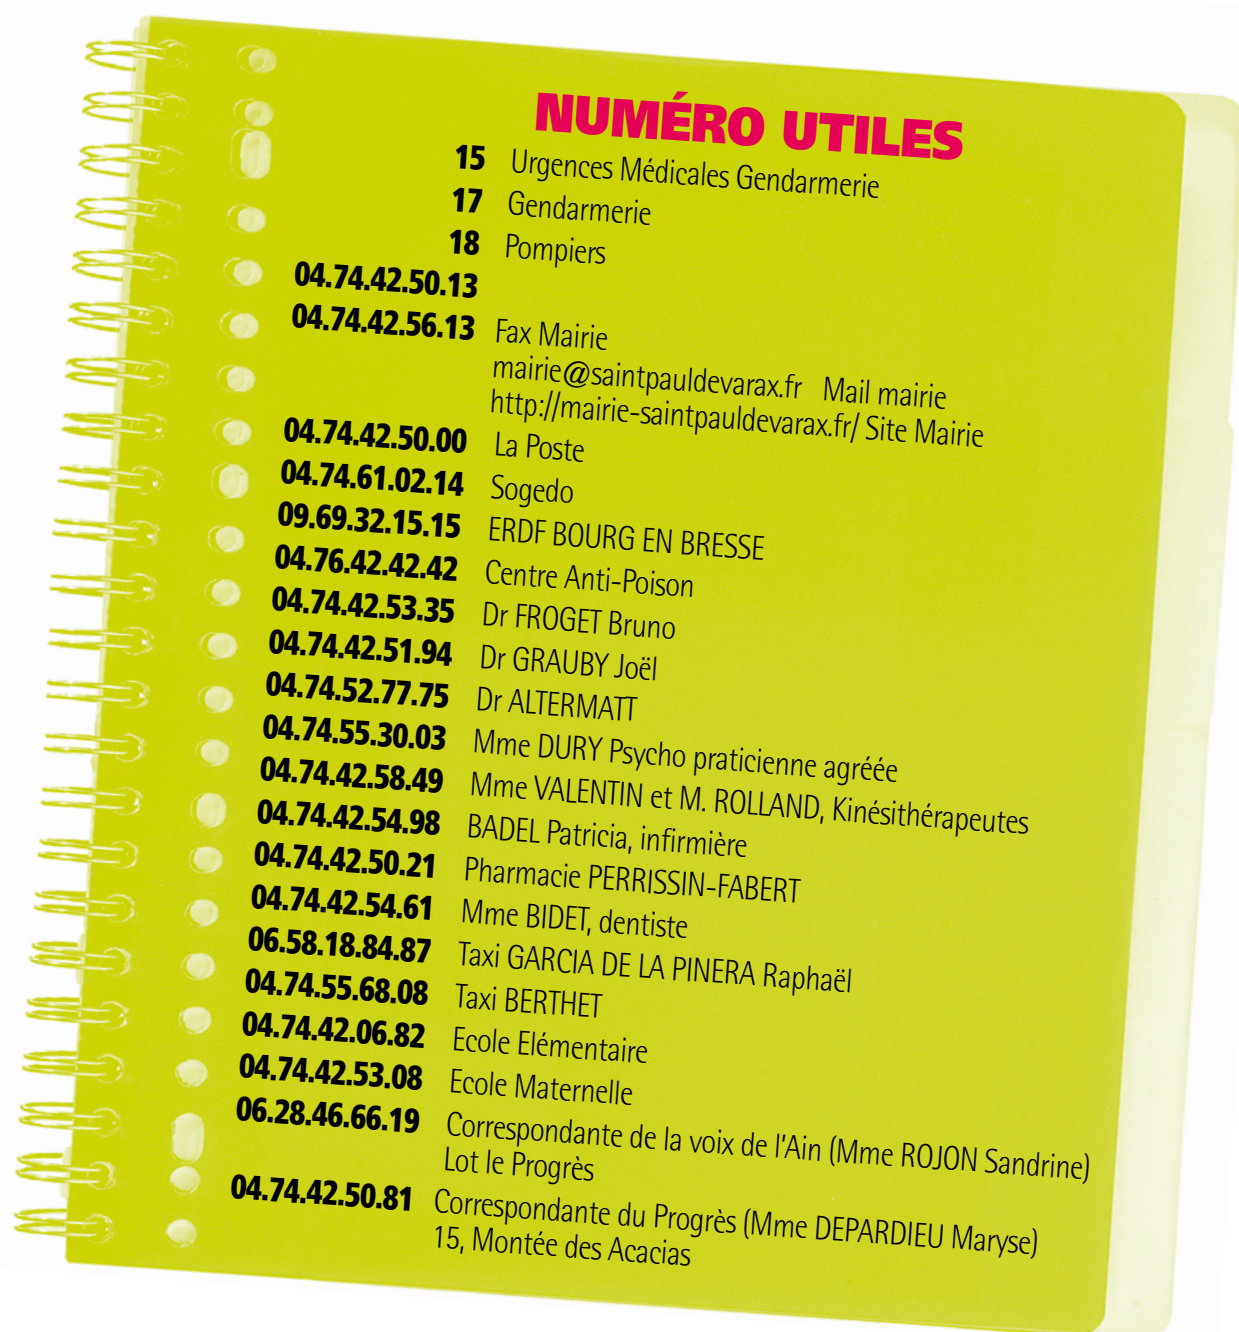 NUMÉRO UTILES
15 Urgences Médicales Gendarmerie
17 Gendarmerie
18 Pompiers
04.74.42.50.13
04.74.42.56.13 Fax Mairie
mairie@saintpauldevarax.fr Mail mairie
http://mairie-saintpauldevarax.fr/ Site Mairie
04.74.42.50.00 La Poste
04.74.61.02.14 Sogedo
09.69.32.15.15 ERDF BOURG EN BRESSE
04.76.42.42.42 Centre Anti-Poison
04.74.42.53.35 Dr FROGET Bruno
04.74.42.51.94 Dr GRAUBY Joël
04.74.52.77.75 Dr ALTERMATT
04.74.55.30.03 Mme DURY Psycho praticienne agréée
04.74.42.58.49 Mme VALENTIN et M. ROLLAND, Kinésithérapeutes
04.74.42.54.98 BADEL Patricia, infirmière
04.74.42.50.21 Pharmacie PERRISSIN-FABERT
04.74.42.54.61 Mme BIDET, dentiste
06.58.18.84.87 Taxi GARCIA DE LA PINERA Raphaël
04.74.55.68.08 Taxi BERTHET
04.74.42.06.82 Ecole Elémentaire
04.74.42.53.08 Ecole Maternelle
06.28.46.66.19 Correspondante de la voix de l'Ain (Mme ROJON Sandrine)
Lot le Progrès
04.74.42.50.81 Correspondante du Progrès (Mme DEPARDIEU Maryse)
15, Montée des Acacias